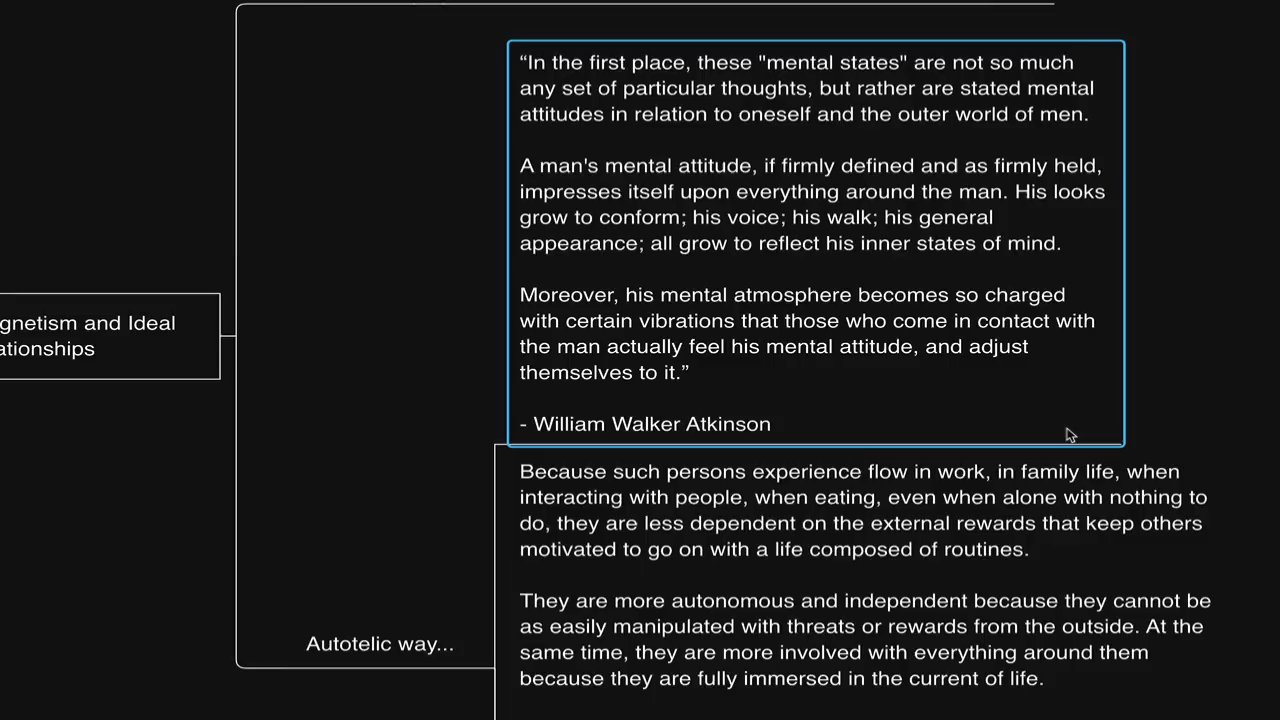 “In the first place, these "mental states" are not so much
any set of particular thoughts, but rather are stated mental
attitudes in relation to oneself and the outer world of men.
A man's mental attitude, if firmly defined and as firmly held,
impresses itself upon everything around the man. His looks
grow to conform; his voice; his walk; his general
appearance; all grow to reflect his inner states of mind.
Moreover, his mental atmosphere becomes so charged
with certain vibrations that those who come in contact with
the man actually feel his mental attitude, and adjust
themselves to it.”
- William Walker Atkinson
gnetism and Ideal
ationships
Because such persons experience flow in work, in family life, when
interacting with people, when eating, even when alone with nothing to
do, they are less dependent on the external rewards that keep others
motivated to go on with a life composed of routines.
They are more autonomous and independent because they cannot be
as easily manipulated with threats or rewards from the outside. At the
same time, they are more involved with everything around them
because they are fully immersed in the current of life.
Autotelic way...